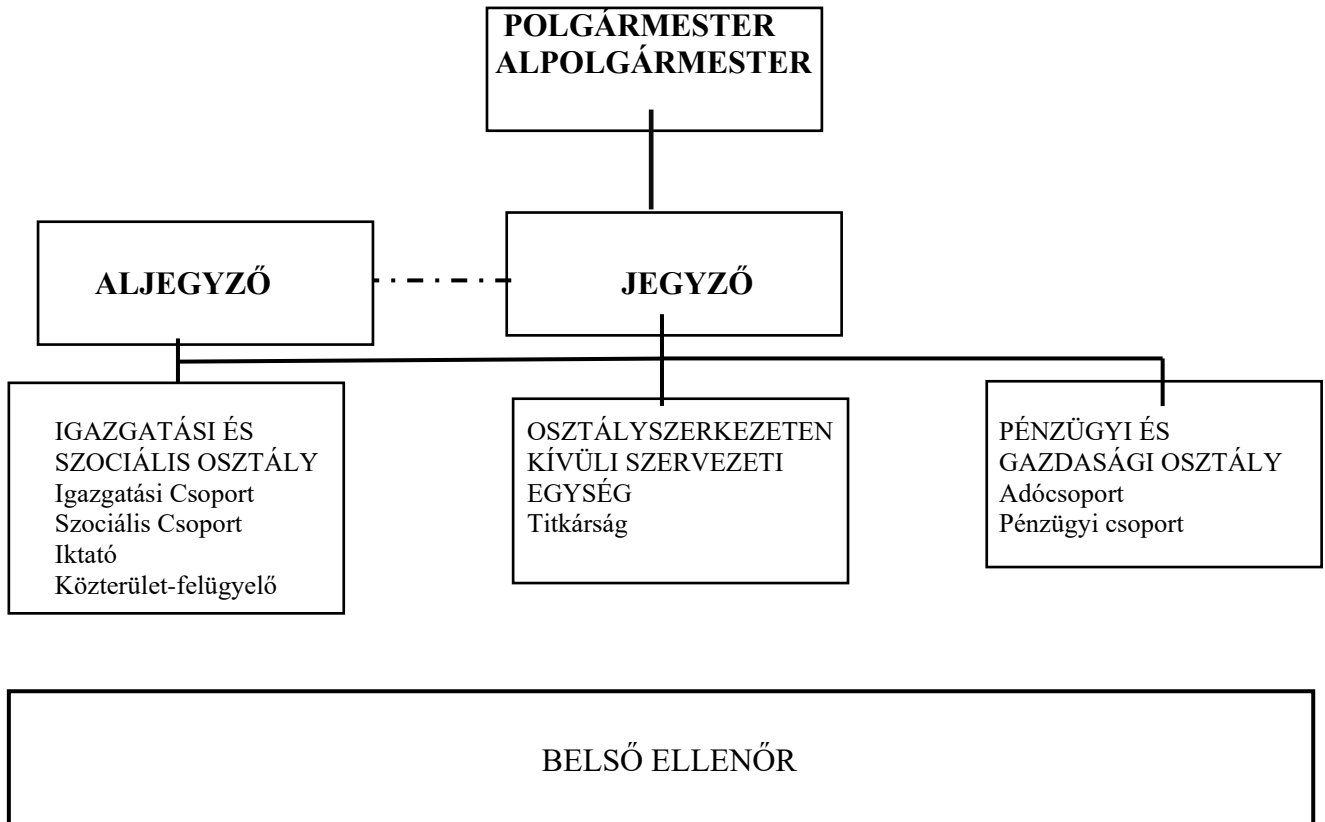 POLGÁRMESTER
ALPOLGÁRMESTER
ALJEGYZŐ
JEGYZŐ
IGAZGATÁSI ÉS
SZOCIÁLIS OSZTÁLY
Igazgatási Csoport
Szociális Csoport
Iktató
Közterület-felügyelő
OSZTÁLYSZERKEZETEN
KÍVÜLI SZERVEZETI
EGYSÉG
Titkárság
PÉNZÜGYI ÉS
GAZDASÁGI OSZTÁLY
Adócsoport
Pénzügyi csoport
BELSŐ ELLENŐR